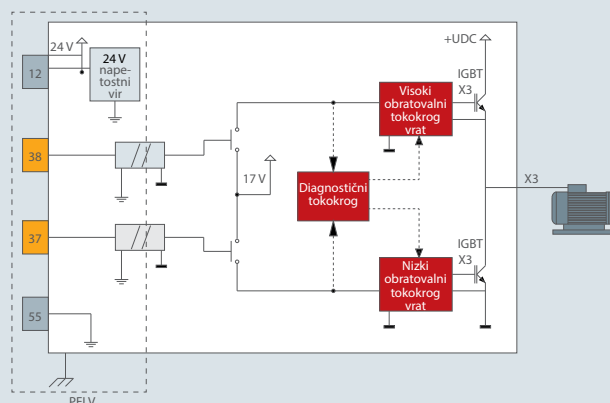 +UDC
24 V
12
24 V
nape-
tostni
vir
IGBT
X3
Visoki
obratovalni
tokokrog
vrat
38
17 V
Diagnostični
tokokrog
X3
37
IGBT
X3
Nizki
obratovalni
tokokrog
vrat
55
PELV